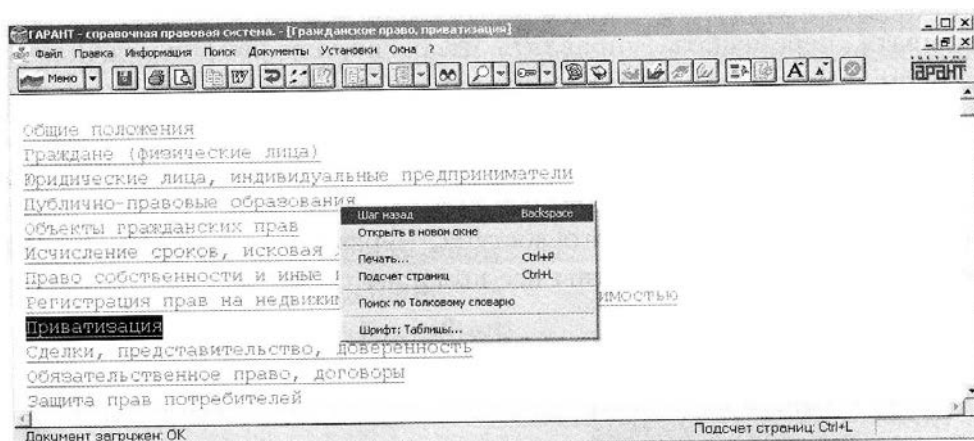 ГАРАНТ - справочная правовая система. - [Гражданское право, приватизация]
Файл Правка Информация Поиск Документы Установки Окна ?
Меню
ГАРАНТ
Общие положения
Граждане (физические лица)
Юридические лица, индивидуальные предприниматели
Публично-правовые образования
Объекты гражданских прав
Исчисление сроков, исковая
Право собственности и иные
Регистрация прав на недвижим имостью
Приватизация
Сделки, представительство, доверенность
Обязательственное право, договоры
Защита прав потребителей
Шаг назад Backspace
Открыть в новом окне
Печать... Ctrl+P
Подсчет страниц Ctrl+L
Поиск по Толковому словарю
Шрифт: Таблицы...
Документ загружен: OK
Подсчет страниц Ctrl+L